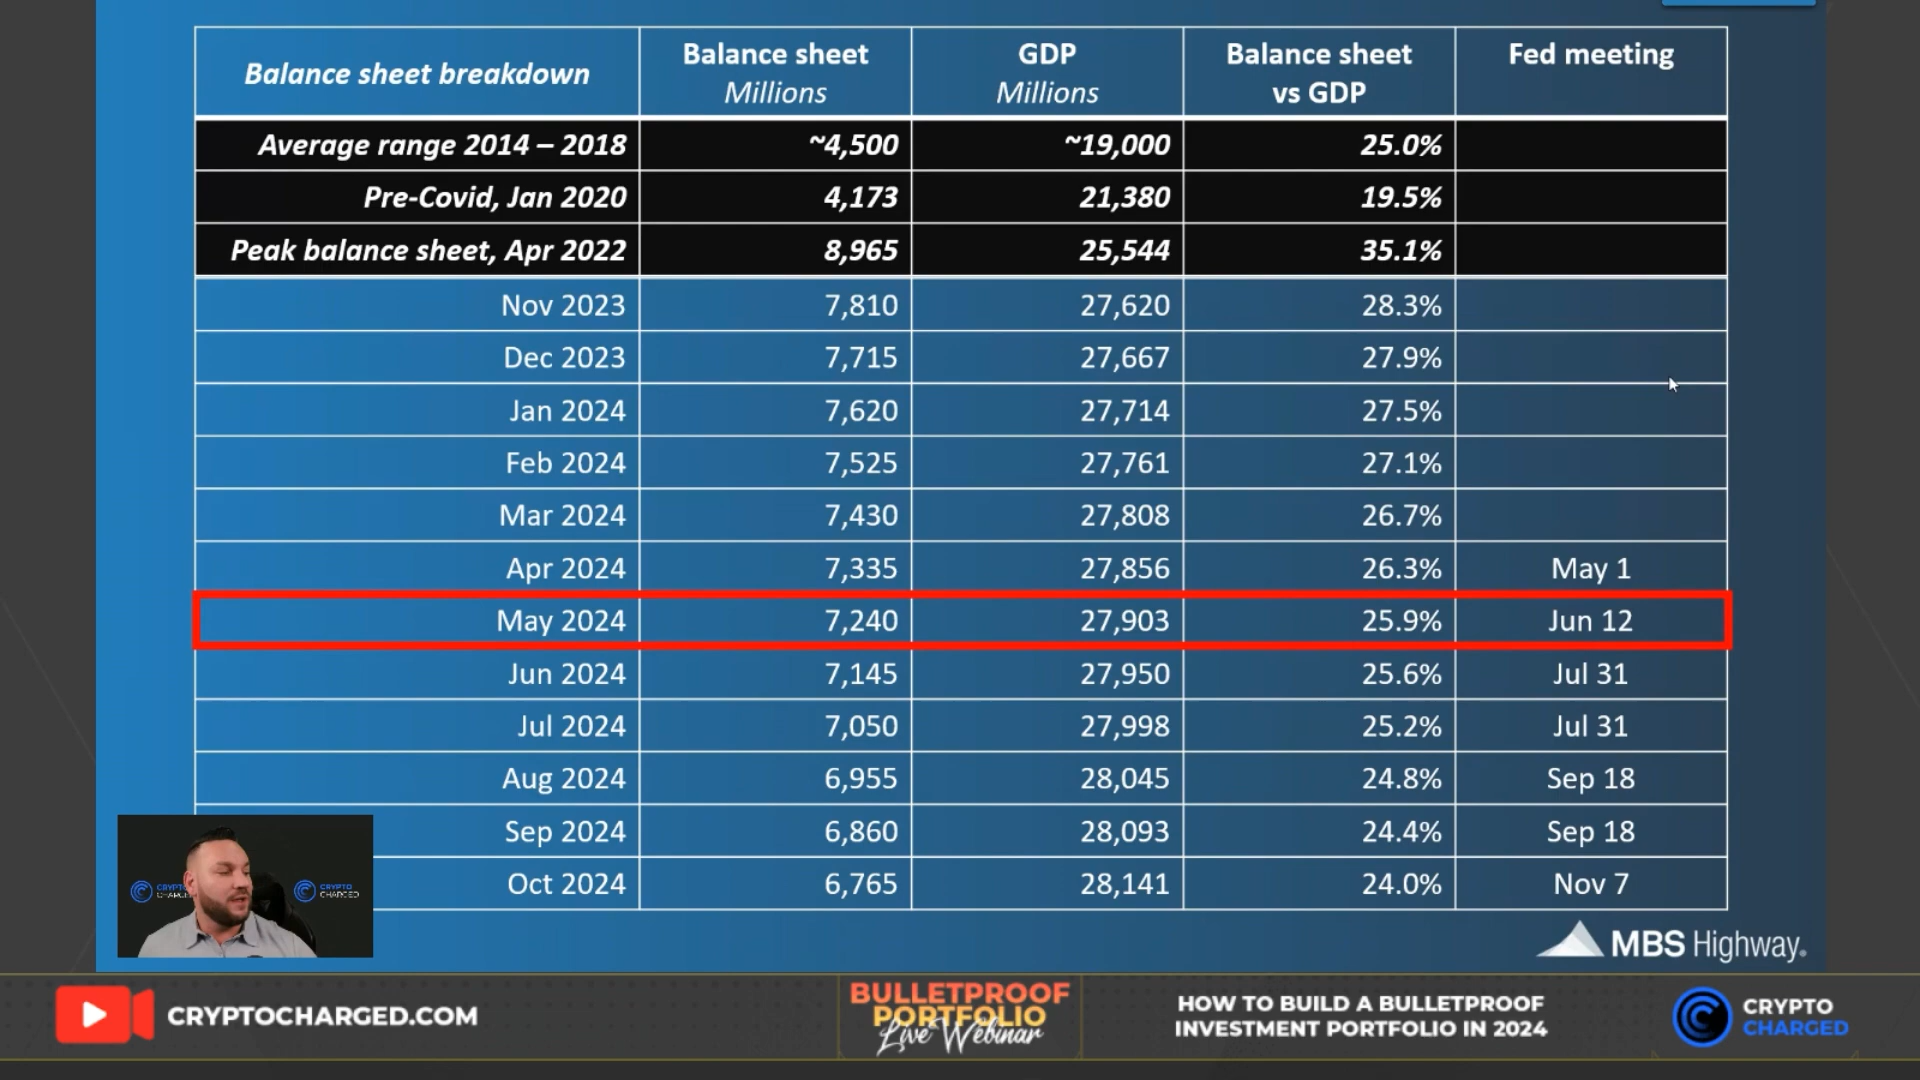 Balance sheet breakdown Balance sheet Millions GDP Millions Balance sheet vs GDP Fed meeting
Average range 2014 – 2018 ~4,500 ~19,000 25.0%
Pre-Covid, Jan 2020 4,173 21,380 19.5%
Peak balance sheet, Apr 2022 8,965 25,544 35.1%
Nov 2023 7,810 27,620 28.3%
Dec 2023 7,715 27,667 27.9%
Jan 2024 7,620 27,714 27.5%
Feb 2024 7,525 27,761 27.1%
Mar 2024 7,430 27,808 26.7%
Apr 2024 7,335 27,856 26.3% May 1
May 2024 7,240 27,903 25.9% Jun 12
Jun 2024 7,145 27,950 25.6% Jul 31
Jul 2024 7,050 27,998 25.2% Jul 31
Aug 2024 6,955 28,045 24.8% Sep 18
Sep 2024 6,860 28,093 24.4% Sep 18
Oct 2024 6,765 28,141 24.0% Nov 7
CRYPTO
CHARGED
MBS Highway.
CRYPTOCHARGED.COM
BULLETPROOF
PORTFOLIO
Live Webinar
HOW TO BUILD A BULLETPROOF
INVESTMENT PORTFOLIO IN 2024
CRYPTO
CHARGED